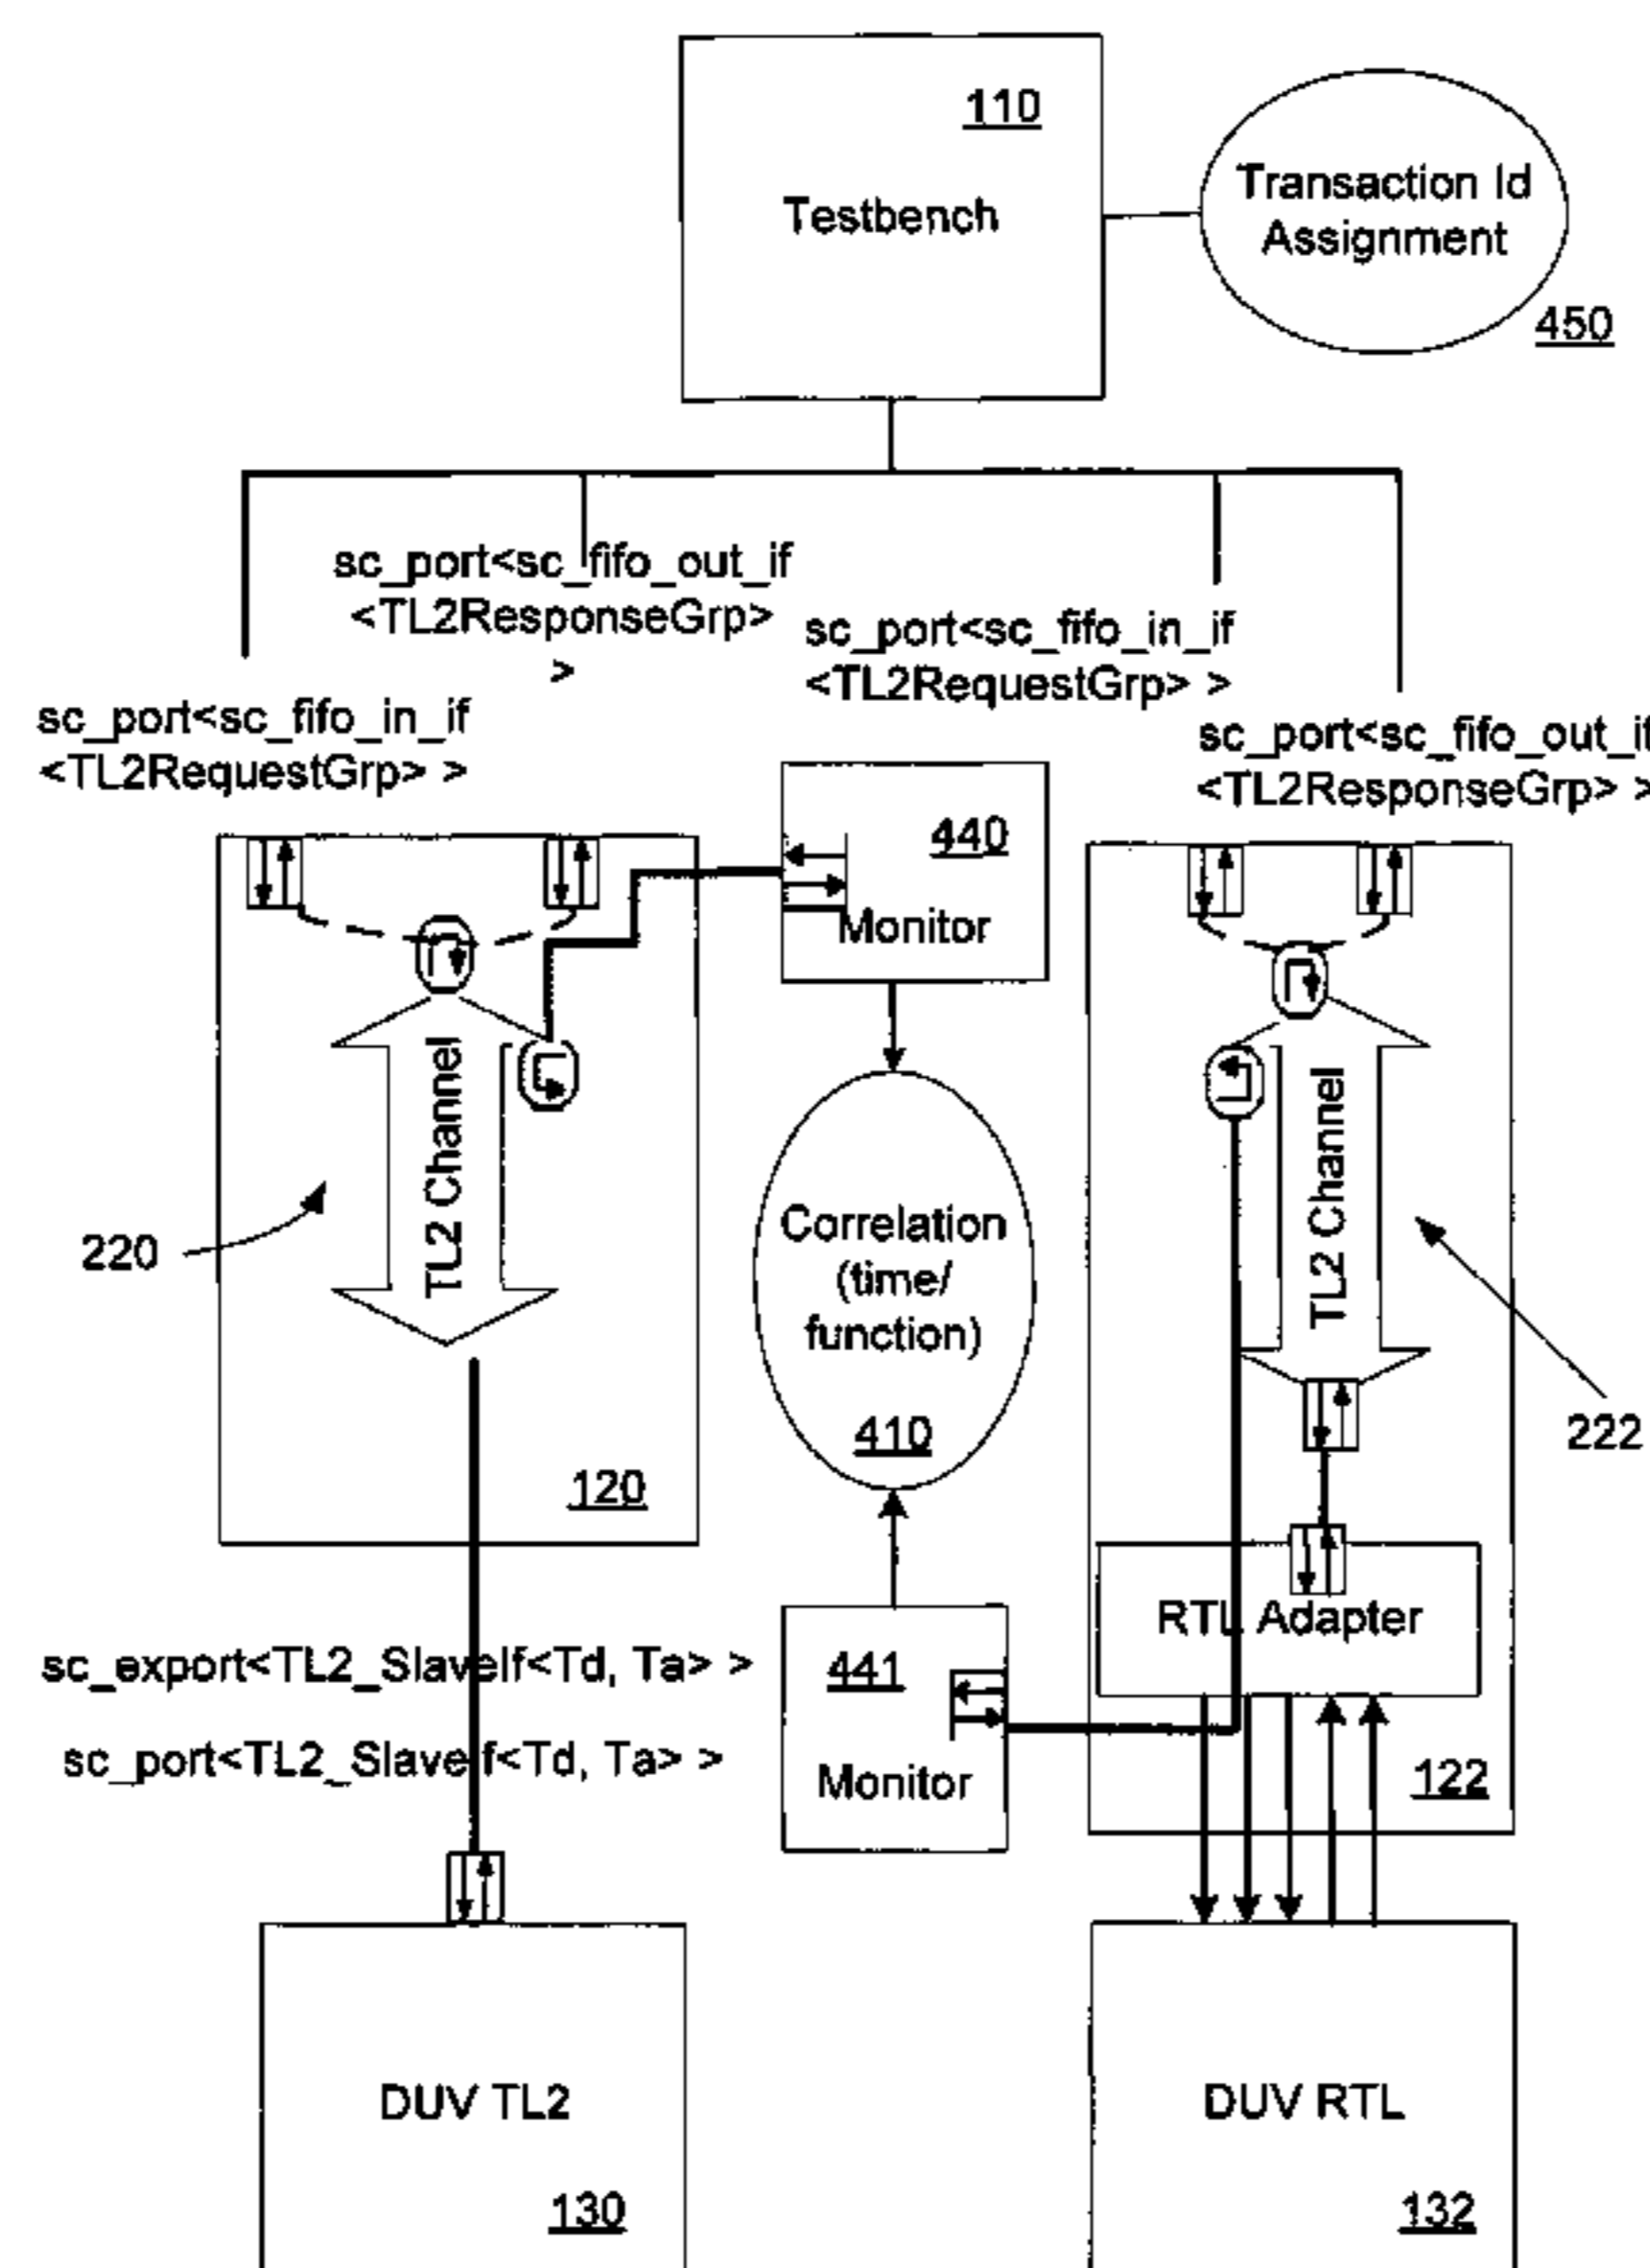 110
Testbench
Transaction Id
Assignment
450
sc_port<sc_fifo_out_if
<TL2ResponseGrp>
>
sc_port<sc_fifo_in_if
<TL2RequestGrp> >
sc_port<sc_fifo_in_if
<TL2RequestGrp> >
sc_port<sc_fifo_out_if
<TL2ResponseGrp> >
440
Monitor
TL2 Channel
220
120
Correlation
(time/
function)
410
TL2 Channel
222
RTL Adapter
122
sc_export<TL2_SlaveIf<Td, Ta> >
sc_port<TL2_SlaveIf<Td, Ta> >
441
Monitor
DUV TL2
130
DUV RTL
132